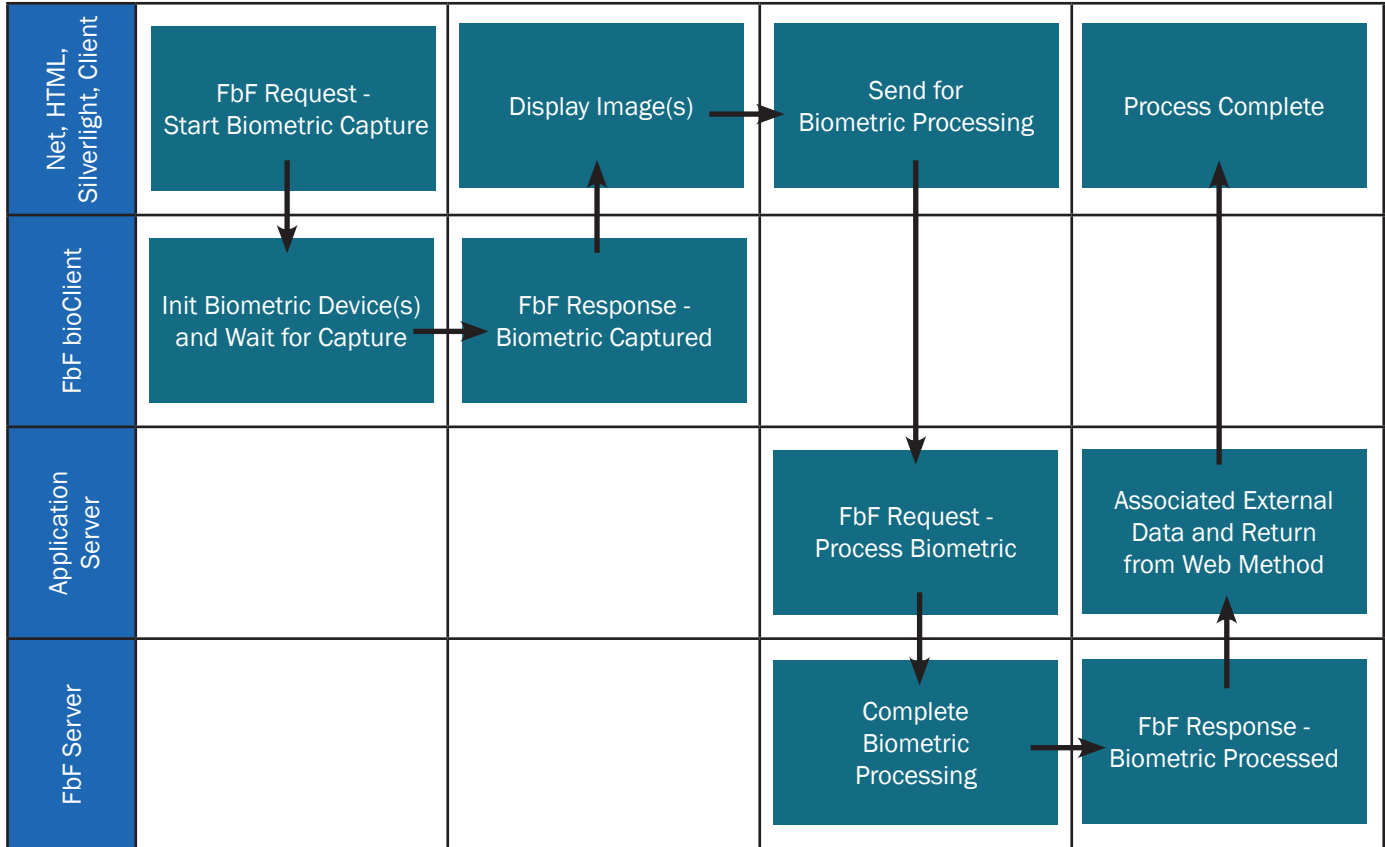 Net, HTML,
Silverlight, Client
FbF Request -
Start Biometric Capture
Display Image(s)
Send for
Biometric Processing
Process Complete
FbF bioClient
Init Biometric Device(s)
and Wait for Capture
FbF Response -
Biometric Captured
Application
Server
FbF Request -
Process Biometric
Associated External
Data and Return
from Web Method
FbF Server
Complete
Biometric
Processing
FbF Response -
Biometric Processed